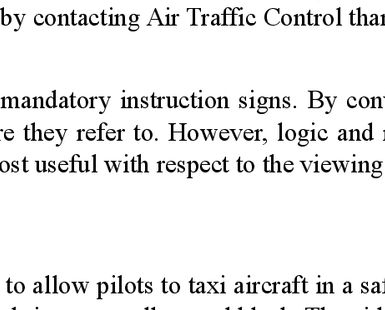 by contacting Air Traffic Control than
mandatory instruction signs. By con
re they refer to. However, logic and
ost useful with respect to the viewing
to allow pilots to taxi aircraft in a saf